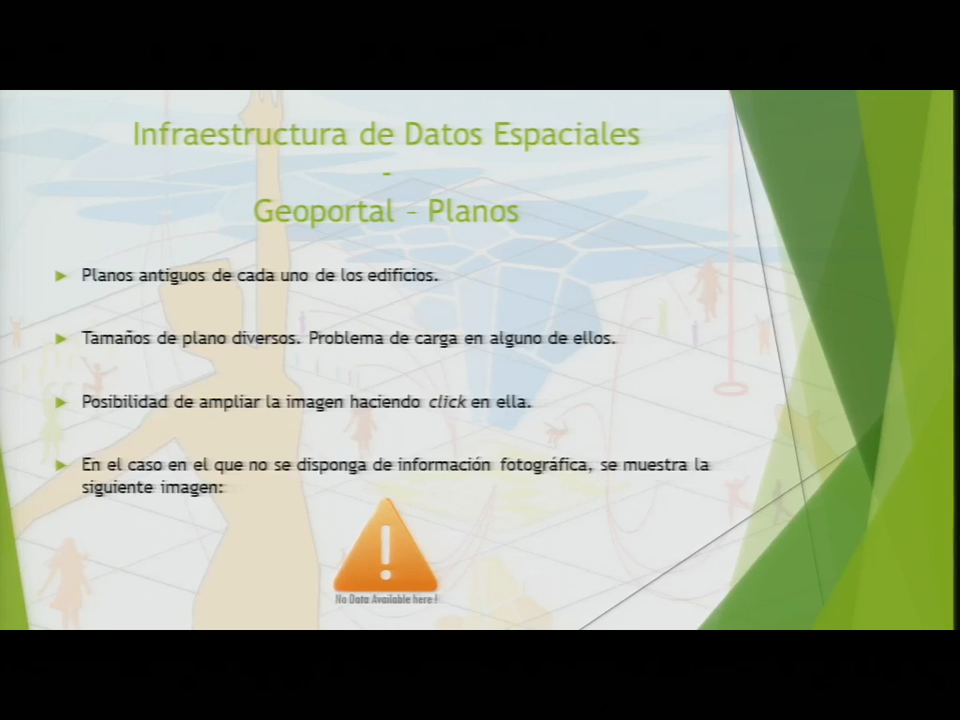 Infraestructura de Datos Espaciales
-
Geoportal – Planos
Planos antiguos de cada uno de los edificios.
Tamaños de plano diversos. Problema de carga en alguno de ellos.
Posibilidad de ampliar la imagen haciendo click en ella.
En el caso en el que no se disponga de información fotográfica, se muestra la
siguiente imagen:
!
No Data Available here !